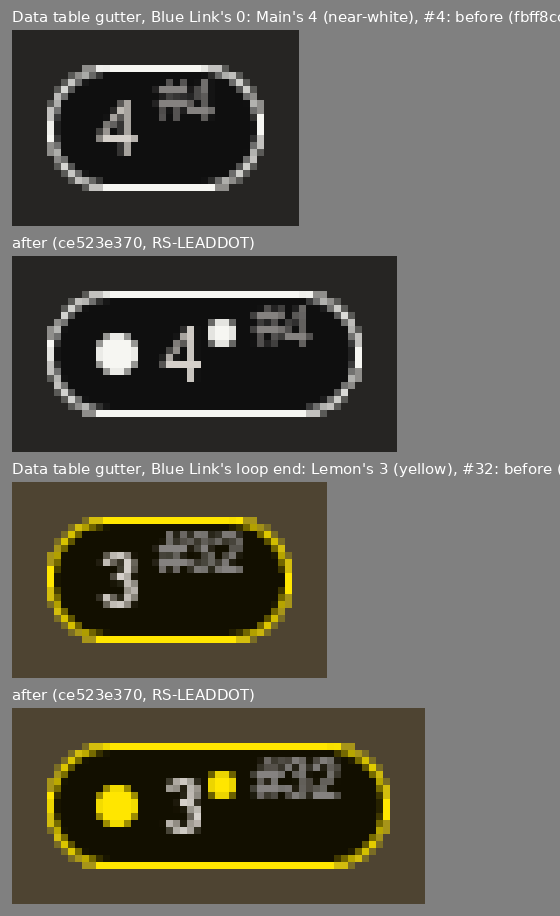 Data table gutter, Blue Link's 0: Main's 4 (near-white), #4: before (fbff8c
4 #4
after (ce523e370, RS-LEADDOT)
4 #4
Data table gutter, Blue Link's loop end: Lemon's 3 (yellow), #32: before (
3 #32
after (ce523e370, RS-LEADDOT)
3 #32